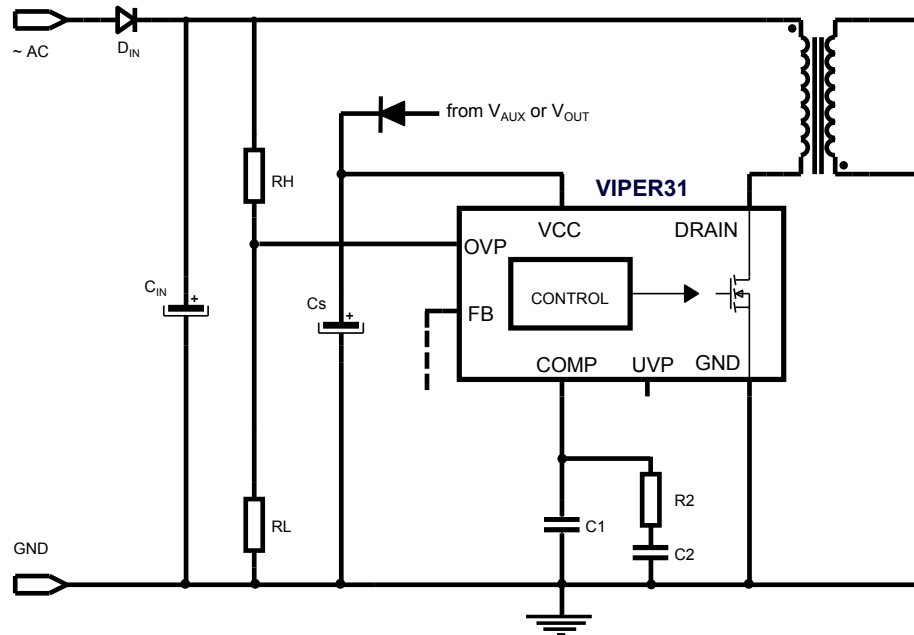 ~ AC
D_IN
from V_AUX or V_OUT
RH
VIPER31
VCC
DRAIN
OVP
C_IN
+
Cs
+
CONTROL
FB
COMP
UVP
GND
R2
RL
C1
GND
C2